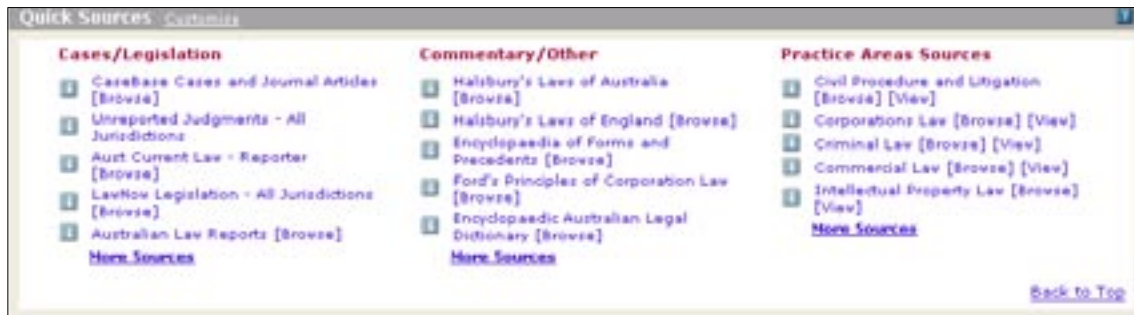 Quick Sources Customize
Cases/Legislation
CaseBase Cases and Journal Articles
[Browse]
Unreported Judgments - All
Jurisdictions
Aust Current Law - Reporter
[Browse]
LawNow Legislation - All Jurisdictions
[Browse]
Australian Law Reports [Browse]
More Sources
Commentary/Other
Halsbury's Laws of Australia
[Browse]
Halsbury's Laws of England [Browse]
Encyclopaedia of Forms and
Precedents [Browse]
Ford's Principles of Corporation Law
[Browse]
Encyclopaedic Australian Legal
Dictionary [Browse]
More Sources
Practice Areas Sources
Civil Procedure and Litigation
[Browse] [View]
Corporations Law [Browse] [View]
Criminal Law [Browse] [View]
Commercial Law [Browse] [View]
Intellectual Property Law [Browse]
[View]
More Sources
Back to Top